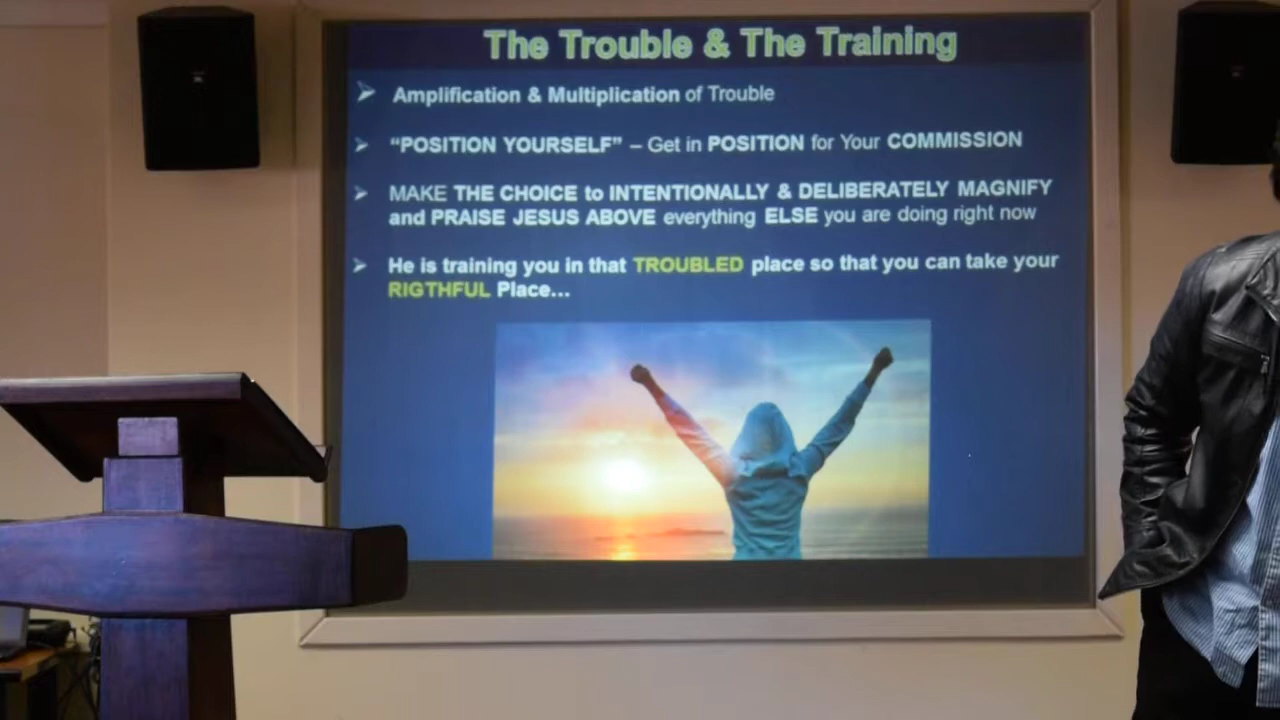 The Trouble & The Training
Amplification & Multiplication of Trouble
“POSITION YOURSELF” – Get in POSITION for Your COMMISSION
MAKE THE CHOICE to INTENTIONALLY & DELIBERATELY MAGNIFY
and PRAISE JESUS ABOVE everything ELSE you are doing right now
He is training you in that TROUBLED place so that you can take your
RIGTHFUL Place...